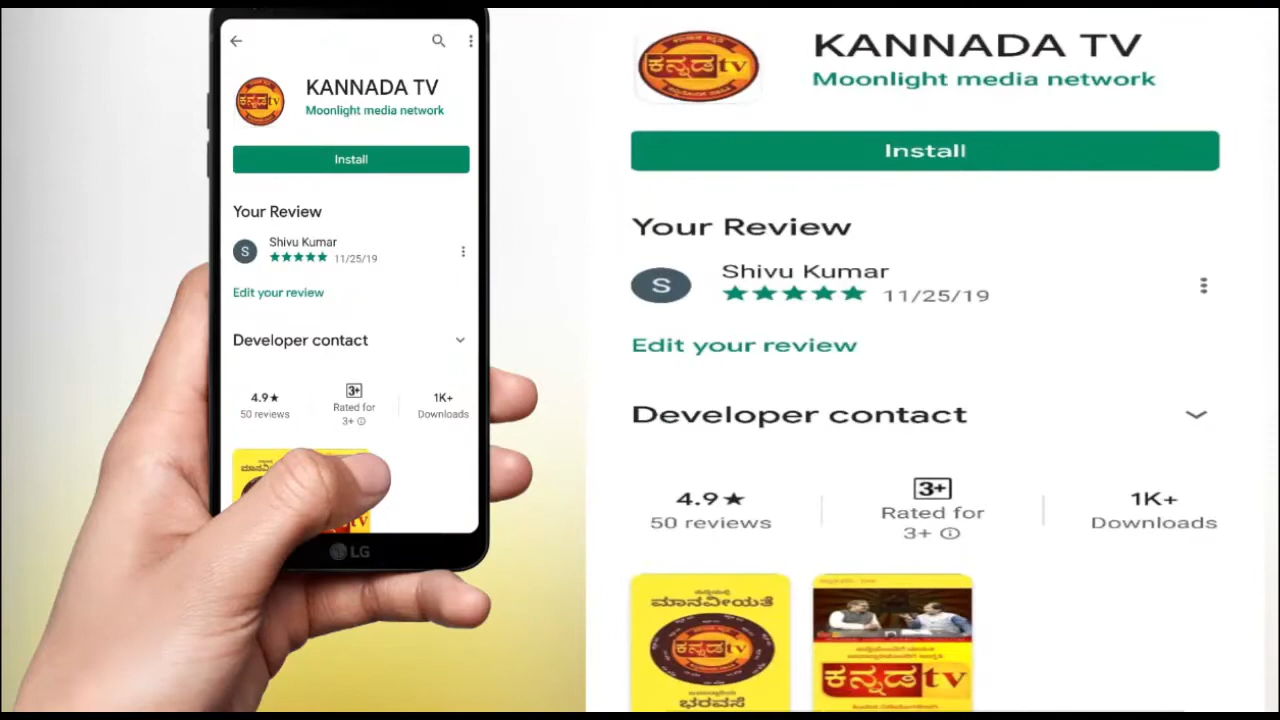 KANNADA TV
Moonlight media network
Install
Your Review
S
Shivu Kumar
11/25/19
Edit your review
Developer contact
4.9★
50 reviews
3+
Rated for
3+
1K+
Downloads
LG
ಕನ್ನಡtv
KANNADA TV
Moonlight media network
Install
Your Review
S
Shivu Kumar
11/25/19
Edit your review
Developer contact
4.9★
50 reviews
3+
Rated for
3+
1K+
Downloads
ಮಾನವೀಯತೆ
ಕನ್ನಡtv
ಭರವಸೆ
ಕನ್ನಡtv